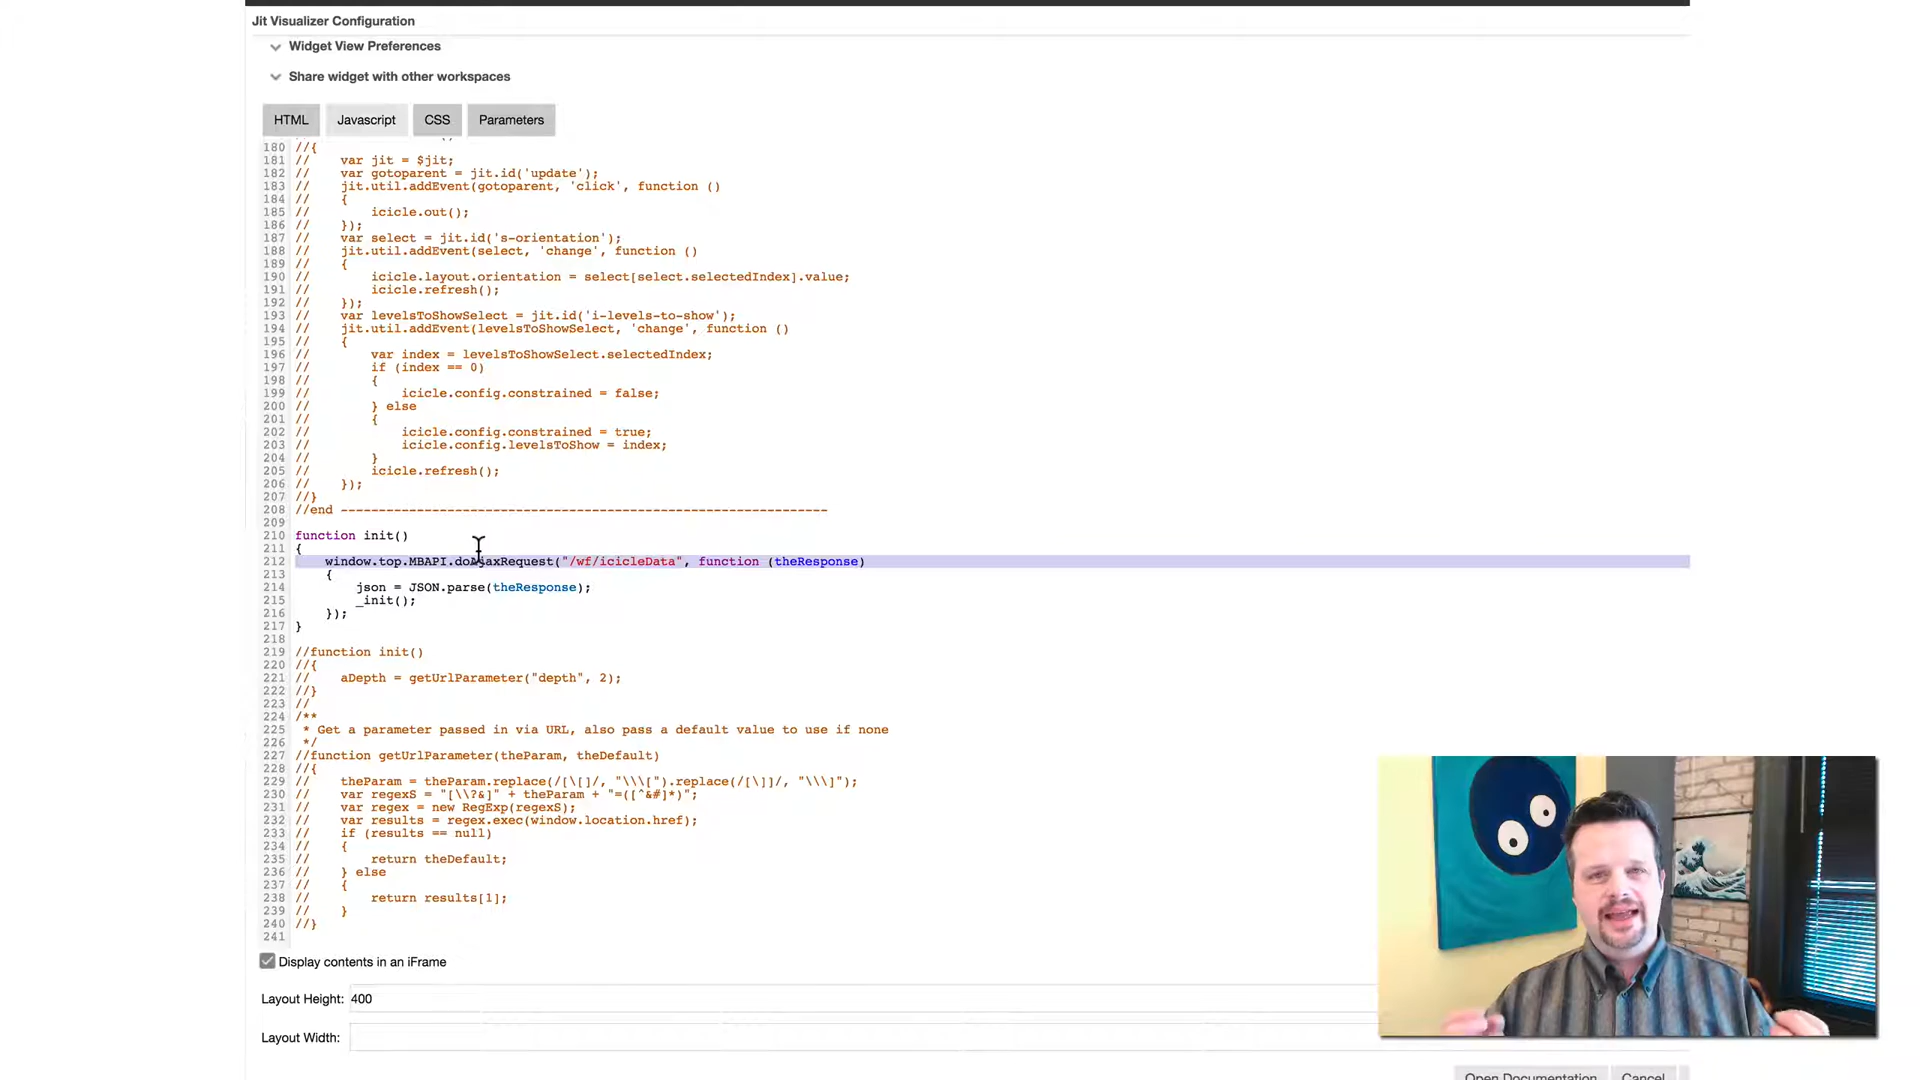 Jit Visualizer Configuration
Widget View Preferences
Share widget with other workspaces
HTML Javascript CSS Parameters
180 //{
181 //    var jit = $jit;
182 //    var gotoparent = jit.id('update');
183 //    jit.util.addEvent(gotoparent, 'click', function ()
184 //    {
185 //        icicle.out();
186 //    });
187 //    var select = jit.id('s-orientation');
188 //    jit.util.addEvent(select, 'change', function ()
189 //    {
190 //        icicle.layout.orientation = select[select.selectedIndex].value;
191 //        icicle.refresh();
192 //    });
193 //    var levelsToShowSelect = jit.id('i-levels-to-show');
194 //    jit.util.addEvent(levelsToShowSelect, 'change', function ()
195 //    {
196 //        var index = levelsToShowSelect.selectedIndex;
197 //        if (index == 0)
198 //        {
199 //            icicle.config.constrained = false;
200 //        } else
201 //        {
202 //            icicle.config.constrained = true;
203 //            icicle.config.levelsToShow = index;
204 //        }
205 //        icicle.refresh();
206 //    });
207 //}
208 //end ----------------------------------------------------------------
209
210 function init()
211 {
212     window.top.MBAPI.doAjaxRequest("/wf/icicleData", function (theResponse)
213     {
214         json = JSON.parse(theResponse);
215         _init();
216     });
217 }
218
219 //function init()
220 //{
221 //    aDepth = getUrlParameter("depth", 2);
222 //}
223 //
224 /**
225  * Get a parameter passed in via URL, also pass a default value to use if none
226  */
227 //function getUrlParameter(theParam, theDefault)
228 //{
229 //    theParam = theParam.replace(/[\[]/, "\\\[").replace(/[\]]/, "\\\]");
230 //    var regexS = "[\\?&]" + theParam + "=([^&#]*)";
231 //    var regex = new RegExp(regexS);
232 //    var results = regex.exec(window.location.href);
233 //    if (results == null)
234 //    {
235 //        return theDefault;
236 //    } else
237 //    {
238 //        return results[1];
239 //    }
240 //}
241
Display contents in an iFrame
Layout Height: 400
Layout Width:
Open Documentation Cancel